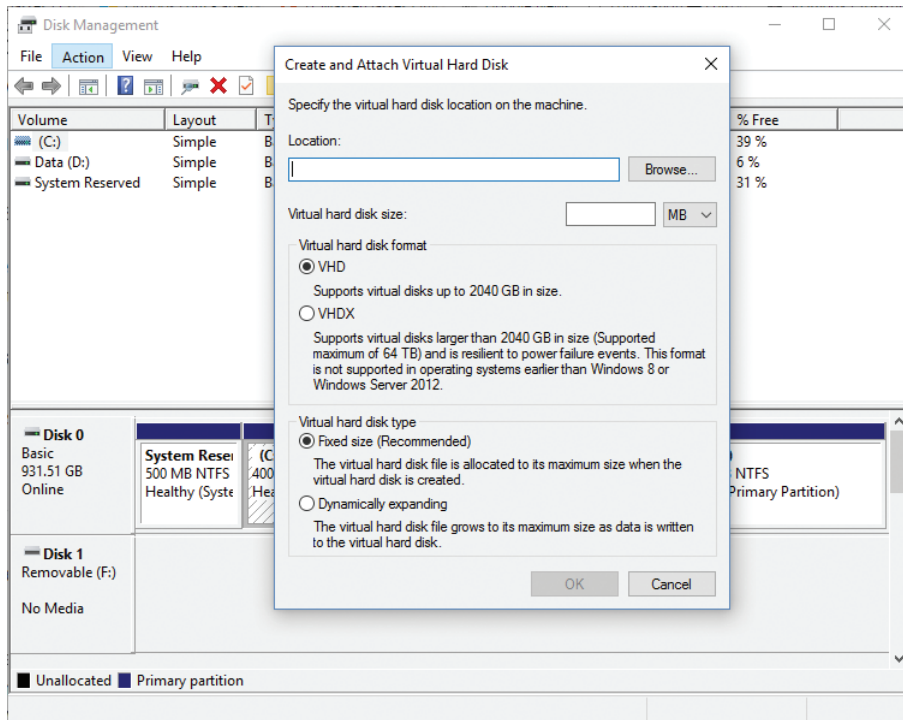 Disk Management
File Action View Help
Create and Attach Virtual Hard Disk
Specify the virtual hard disk location on the machine.
Location:
Browse...
Virtual hard disk size:
MB
Virtual hard disk format
VHD
Supports virtual disks up to 2040 GB in size.
VHDX
Supports virtual disks larger than 2040 GB in size (Supported
maximum of 64 TB) and is resilient to power failure events. This format
is not supported in operating systems earlier than Windows 8 or
Windows Server 2012.
Virtual hard disk type
Fixed size (Recommended)
The virtual hard disk file is allocated to its maximum size when the
virtual hard disk is created.
Dynamically expanding
The virtual hard disk file grows to its maximum size as data is written
to the virtual hard disk.
OK Cancel
Volume Layout % Free
(C:) Simple 39 %
Data (D:) Simple 6 %
System Reserved Simple 31 %
Disk 0
Basic
931.51 GB
Online
System Rese
500 MB NTFS
Healthy (Syste
(C
400
Hea
NTFS
Primary Partition)
Disk 1
Removable (F:)
No Media
Unallocated Primary partition